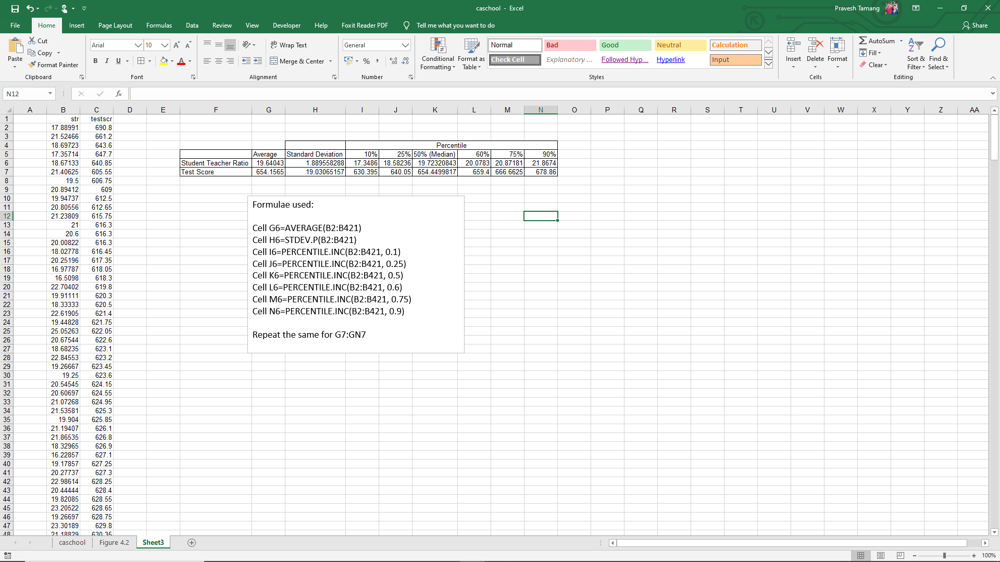 caschool - Excel
Pravesh Tamang
File Home Insert Page Layout Formulas Data Review View Developer Help Foxit Reader PDF Tell me what you want to do Share
Paste Cut Copy Format Painter Clipboard
Arial 10 A A B I U A Font
Wrap Text Merge & Center Alignment
General % Number
Conditional Formatting Format as Table
Normal Bad Good Neutral Calculation
Check Cell Explanatory ... Followed Hyp... Hyperlink Input
Styles
Insert Delete Format Cells
AutoSum Fill Clear Sort & Filter Find & Select Editing
N12 fx
A B C D E F G H I J K L M N O P Q R S T U V W X Y Z AA
1 str testscr
2 17.88991 690.8
3 21.52466 661.2
4 18.69723 643.6 Percentile
5 17.35714 647.7 Average Standard Deviation 10% 25% 50% (Median) 60% 75% 90%
6 18.67133 640.85 Student Teacher Ratio 19.64043 1.889558288 17.3486 18.58236 19.72320843 20.0783 20.87181 21.8674
7 21.40625 605.55 Test Score 654.1565 19.03065157 630.395 640.05 654.4499817 659.4 666.6625 678.86
8 19.5 606.75
9 20.89412 609
10 19.94737 612.5
11 20.80556 612.65
12 21.23809 615.75
13 21 616.3
14 20.6 616.3
15 20.00822 616.3
16 18.02778 616.45
17 20.25196 617.35
18 16.97787 618.05
19 16.5098 618.3
20 22.70402 619.8
21 19.91111 620.3
22 18.33333 620.5
23 22.61905 621.4
24 19.44828 621.75
25 25.05263 622.05
26 20.67544 622.6
27 18.68235 623.1
28 22.84553 623.2
29 19.26667 623.45
30 19.25 623.6
31 20.54545 624.15
32 20.60697 624.55
33 21.07268 624.95
34 21.53581 625.3
35 19.904 625.85
36 21.19407 626.1
37 21.86535 626.8
38 18.32965 626.9
39 16.22857 627.1
40 19.17857 627.25
41 20.27737 627.3
42 22.98614 628.25
43 20.44444 628.4
44 19.82085 628.55
45 23.20522 628.65
46 19.26697 628.75
47 23.30189 629.8
48 21.18829 630.35
Formulae used:
Cell G6=AVERAGE(B2:B421)
Cell H6=STDEV.P(B2:B421)
Cell I6=PERCENTILE.INC(B2:B421, 0.1)
Cell J6=PERCENTILE.INC(B2:B421, 0.25)
Cell K6=PERCENTILE.INC(B2:B421, 0.5)
Cell L6=PERCENTILE.INC(B2:B421, 0.6)
Cell M6=PERCENTILE.INC(B2:B421, 0.75)
Cell N6=PERCENTILE.INC(B2:B421, 0.9)
Repeat the same for G7:GN7
caschool Figure 4.2 Sheet3
100%